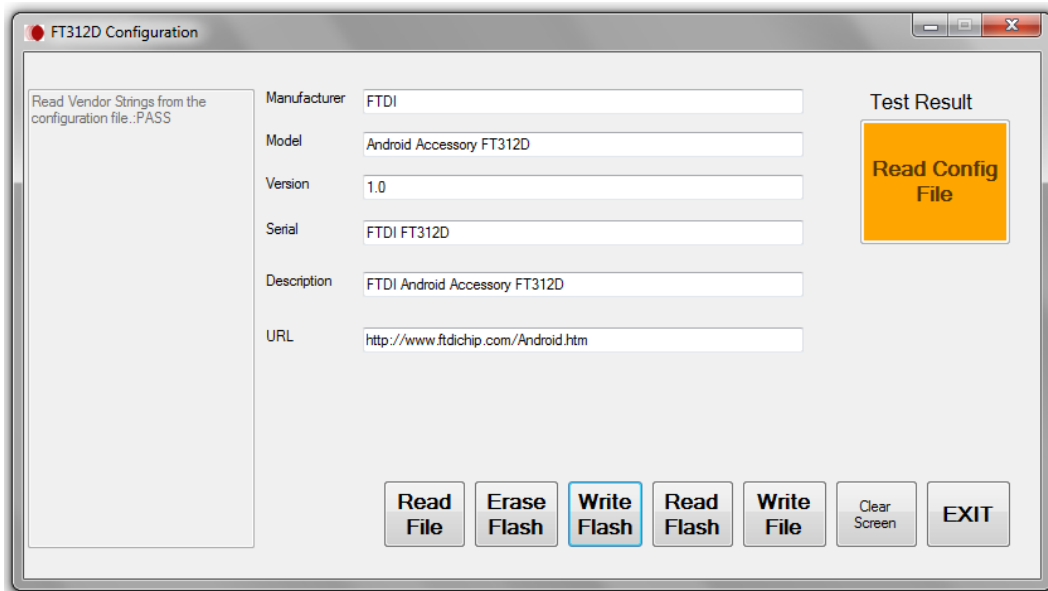 FT312D Configuration
Read Vendor Strings from the
configuration file.:PASS
Manufacturer
FTDI
Model
Android Accessory FT312D
Version
1.0
Serial
FTDI FT312D
Description
FTDI Android Accessory FT312D
URL
http://www.ftdichip.com/Android.htm
Test Result
Read Config
File
Read
File
Erase
Flash
Write
Flash
Read
Flash
Write
File
Clear
Screen
EXIT